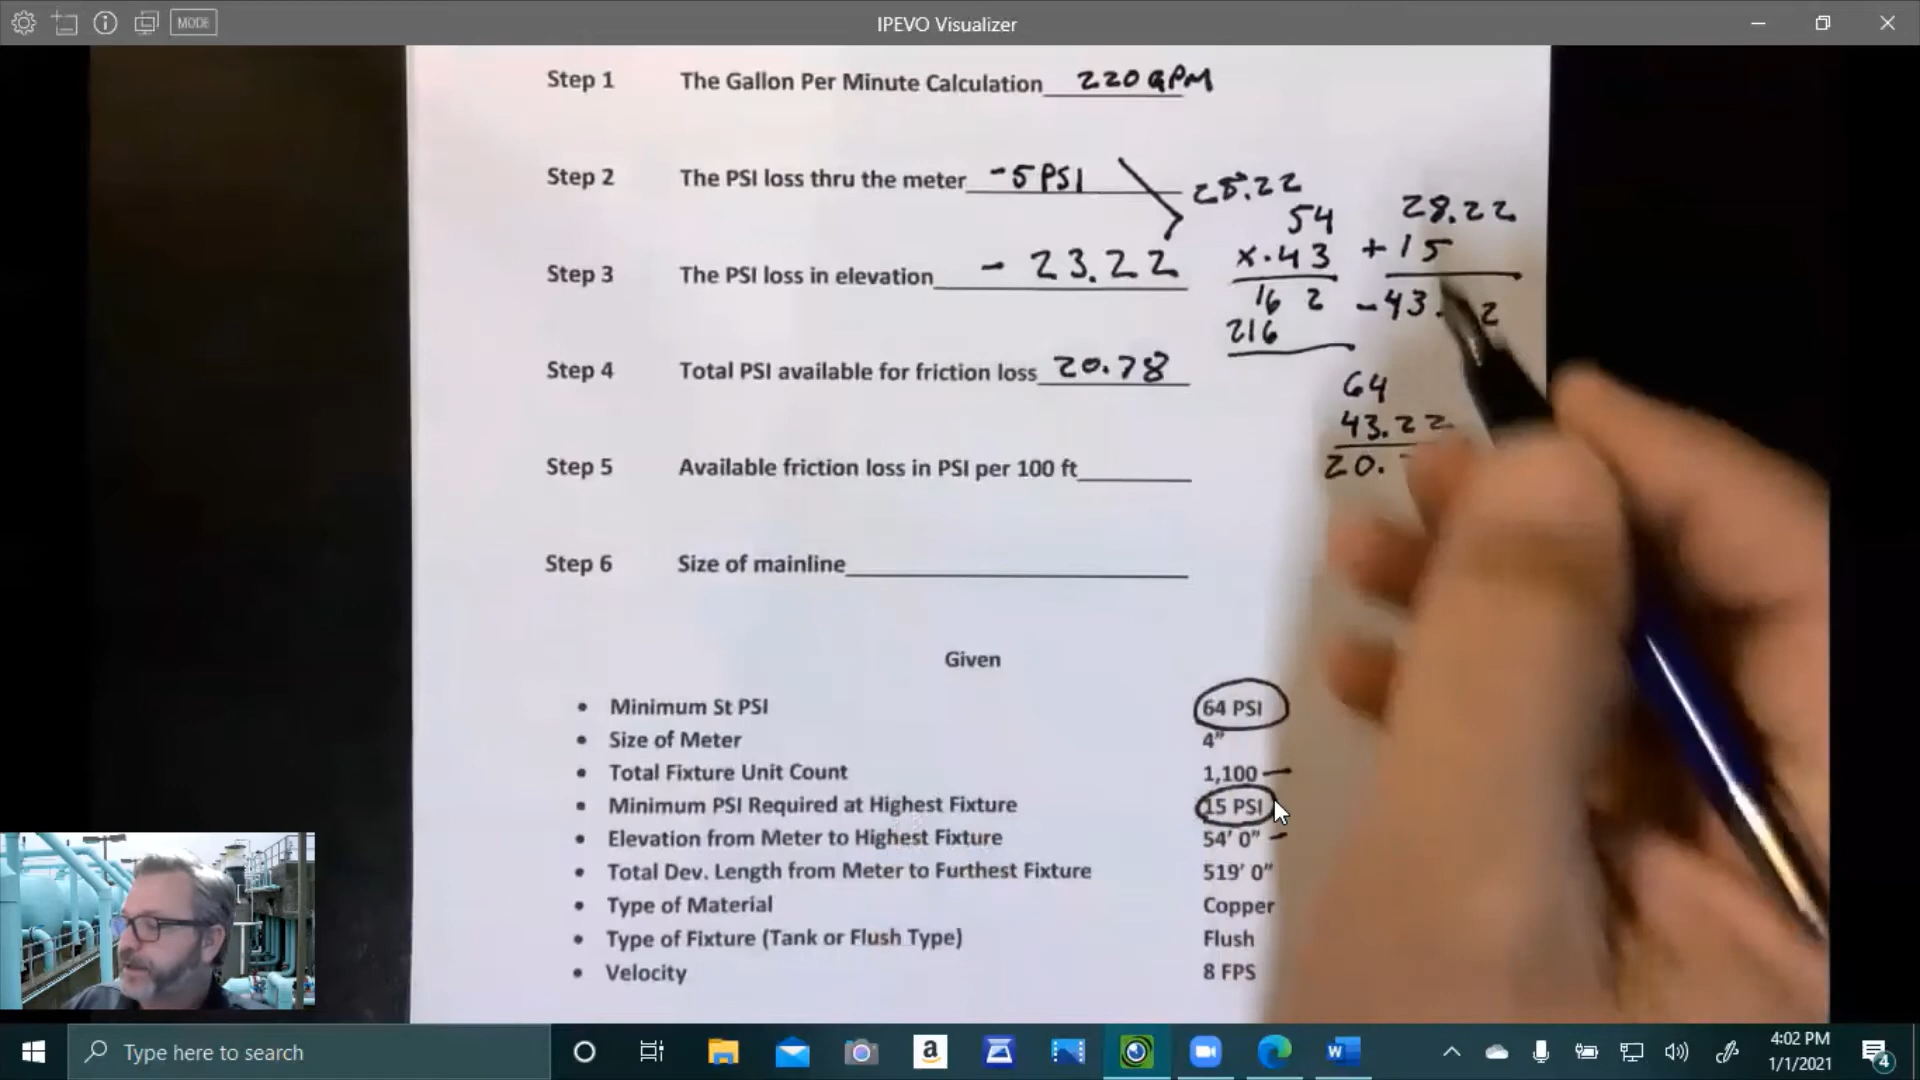 MODE
IPEVO Visualizer
Step 1 The Gallon Per Minute Calculation 220 GPM
Step 2 The PSI loss thru the meter -5 PSI
28.22
54
x.43
16 2
216
28.22
+15
-43. 2
Step 3 The PSI loss in elevation - 23.22
Step 4 Total PSI available for friction loss 20.78
64
43.22
20.
Step 5 Available friction loss in PSI per 100 ft
Step 6 Size of mainline
Given
• Minimum St PSI 64 PSI
• Size of Meter 4"
• Total Fixture Unit Count 1,100
• Minimum PSI Required at Highest Fixture 15 PSI
• Elevation from Meter to Highest Fixture 54' 0"
• Total Dev. Length from Meter to Furthest Fixture 519' 0"
• Type of Material Copper
• Type of Fixture (Tank or Flush Type) Flush
• Velocity 8 FPS
Type here to search
a
W
4:02 PM
1/1/2021
4